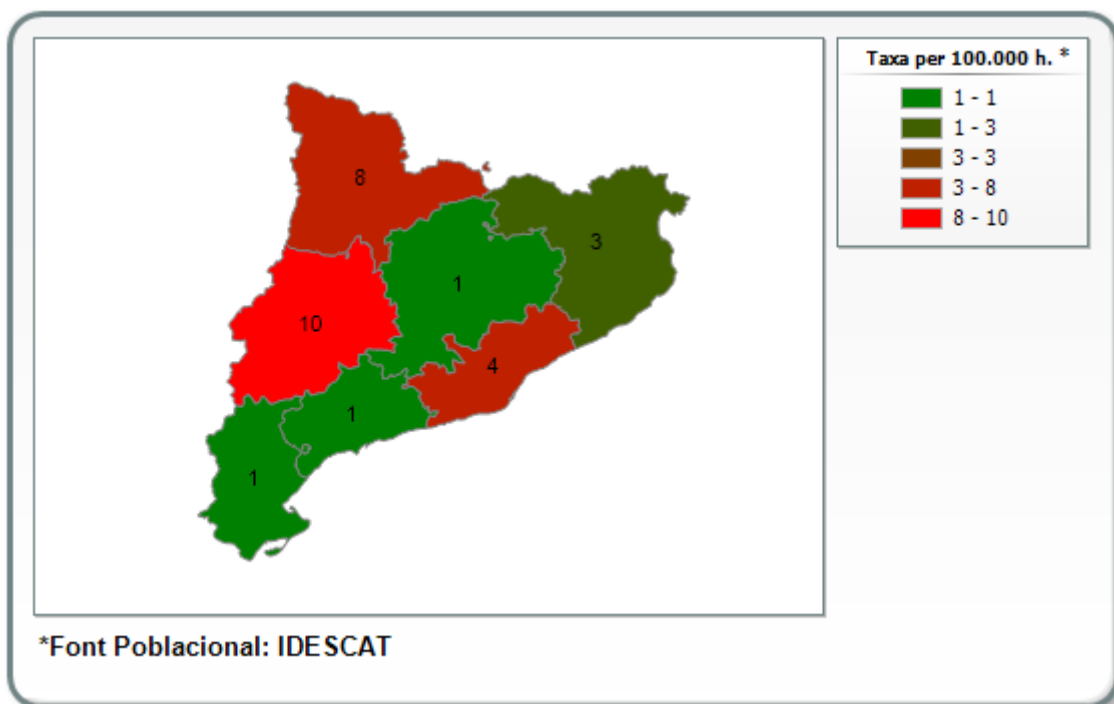 Taxa per 100.000 h. *
1 - 1
1 - 3
3 - 3
3 - 8
8 - 10
8
3
1
10
4
1
1
*Font Poblacional: IDESCAT